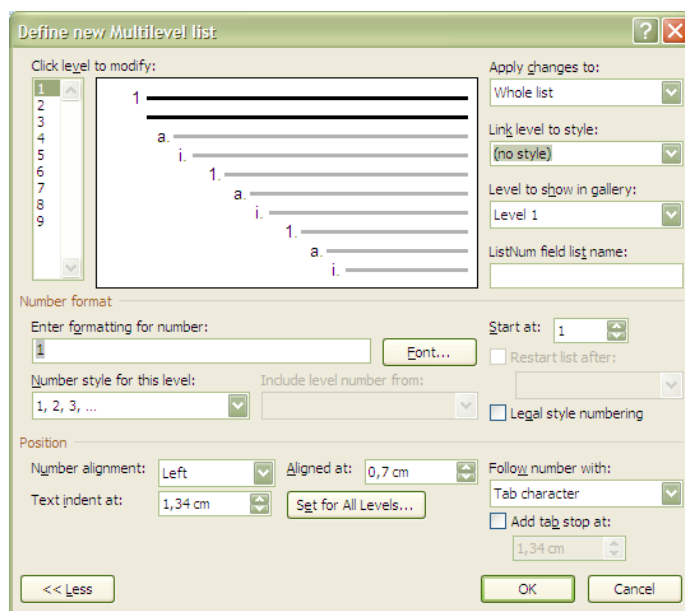 Define new Multilevel list
Click level to modify:
1
2
3
4
5
6
7
8
9
1
a.
i.
1.
a.
i.
1.
a.
i.
Apply changes to:
Whole list
Link level to style:
(no style)
Level to show in gallery:
Level 1
ListNum field list name:
Number format
Enter formatting for number:
1
Font...
Start at: 1
Restart list after:
Number style for this level:
1, 2, 3, ...
Include level number from:
Legal style numbering
Position
Number alignment: Left
Aligned at: 0,7 cm
Text indent at: 1,34 cm
Set for All Levels...
Follow number with:
Tab character
Add tab stop at:
1,34 cm
<< Less
OK
Cancel